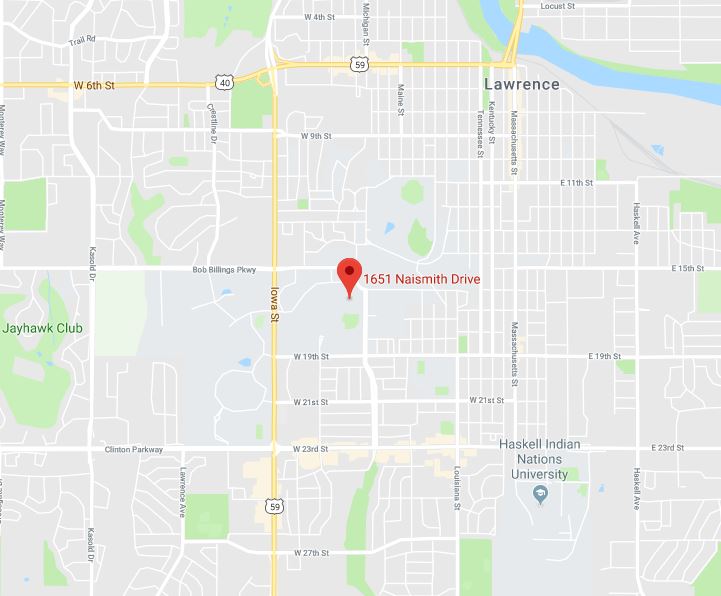 Locust St
W 4th St
Michigan St
Trail Rd
59
40
W 6th St
Lawrence
Maine St
Crestline Dr
Kentucky St
Tennessee St
Massachusetts St
Monterey Way
W 9th St
E 11th St
Monterey Way
Haskell Ave
Kasold Dr
Bob Billings Pkwy
E 15th St
1651 Naismith Drive
Iowa St
Jayhawk Club
Massachusetts St
W 19th St
E 19th St
W 21st St
W 21st St
Clinton Parkway
W 23rd St
E 23rd St
Haskell Indian
Nations
University
Lawrence Ave
Louisiana St
Haskell Ave
59
Kasold Dr
W 27th St